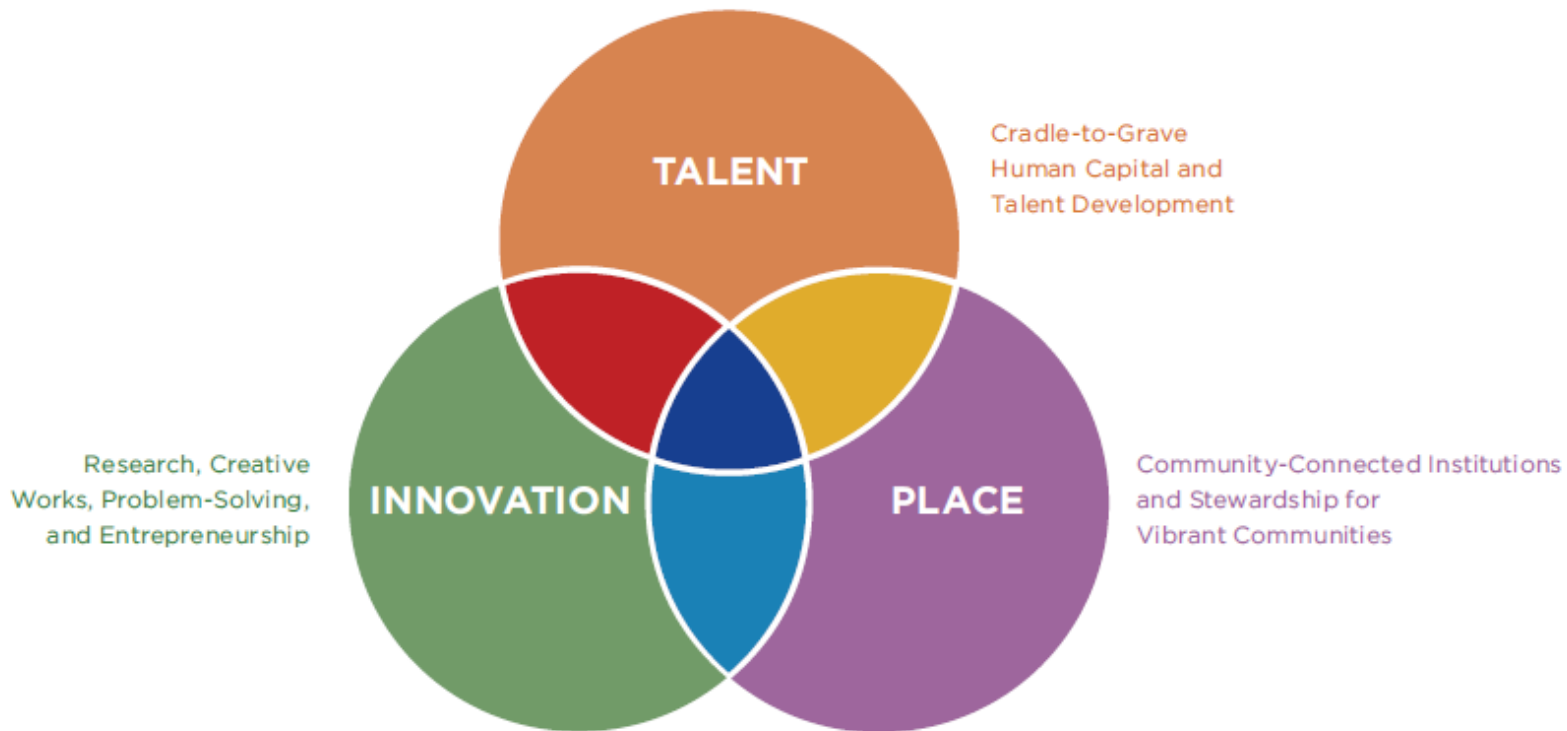 TALENT
Cradle-to-Grave
Human Capital and
Talent Development
Research, Creative
Works, Problem-Solving,
and Entrepreneurship
INNOVATION
PLACE
Community-Connected Institutions
and Stewardship for
Vibrant Communities